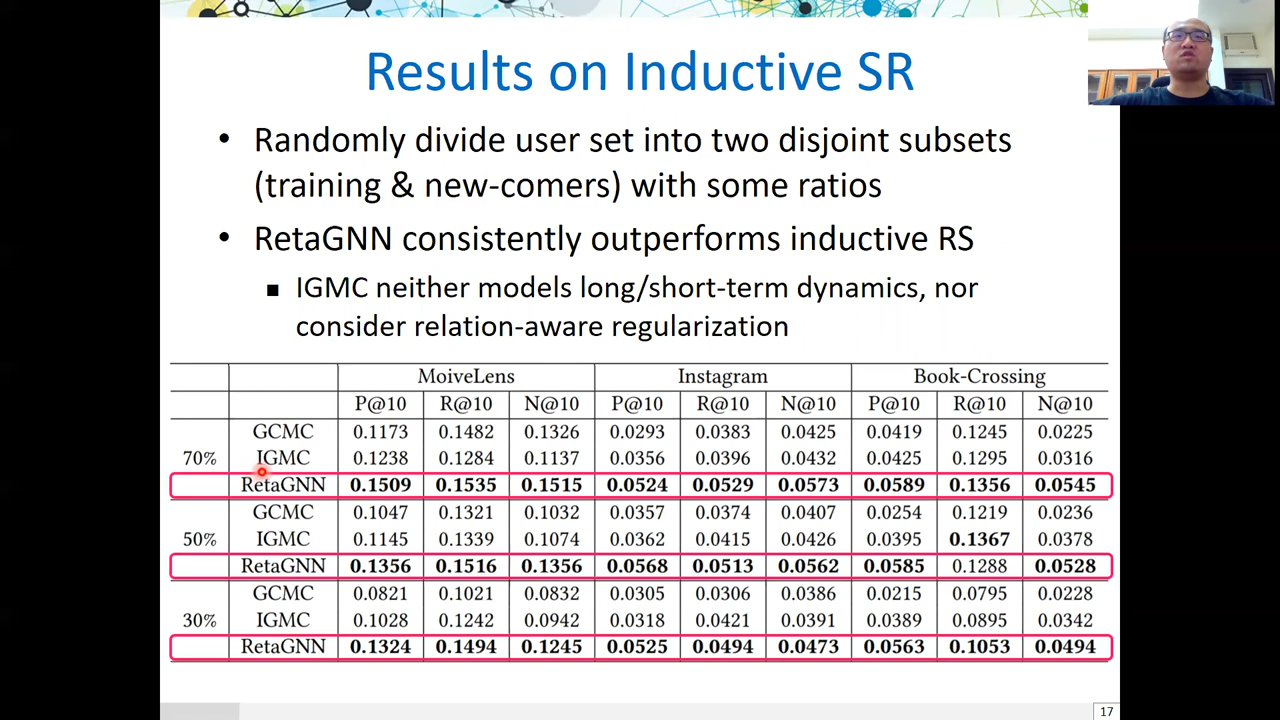 Results on Inductive SR
• Randomly divide user set into two disjoint subsets
(training & new-comers) with some ratios
• RetaGNN consistently outperforms inductive RS
■ IGMC neither models long/short-term dynamics, nor
consider relation-aware regularization
MoiveLens Instagram Book-Crossing
P@10 R@10 N@10 P@10 R@10 N@10 P@10 R@10 N@10
GCMC 0.1173 0.1482 0.1326 0.0293 0.0383 0.0425 0.0419 0.1245 0.0225
70% IGMC 0.1238 0.1284 0.1137 0.0356 0.0396 0.0432 0.0425 0.1295 0.0316
RetaGNN 0.1509 0.1535 0.1515 0.0524 0.0529 0.0573 0.0589 0.1356 0.0545
GCMC 0.1047 0.1321 0.1032 0.0357 0.0374 0.0407 0.0254 0.1219 0.0236
50% IGMC 0.1145 0.1339 0.1074 0.0362 0.0415 0.0426 0.0395 0.1367 0.0378
RetaGNN 0.1356 0.1516 0.1356 0.0568 0.0513 0.0562 0.0585 0.1288 0.0528
GCMC 0.0821 0.1021 0.0832 0.0305 0.0306 0.0386 0.0215 0.0795 0.0228
30% IGMC 0.1028 0.1242 0.0942 0.0318 0.0421 0.0391 0.0389 0.0895 0.0342
RetaGNN 0.1324 0.1494 0.1245 0.0525 0.0494 0.0473 0.0563 0.1053 0.0494
17